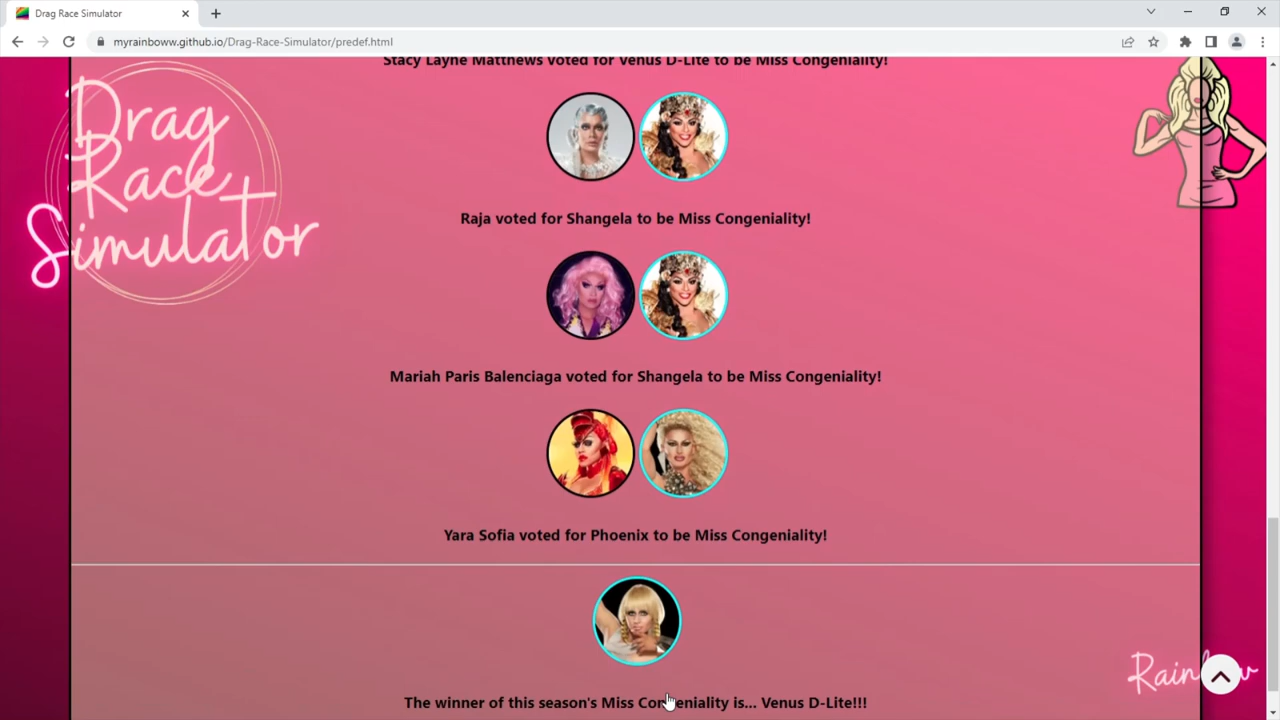 Drag Race Simulator
myrainboww.github.io/Drag-Race-Simulator/predef.html
Stacy Layne Matthews voted for Venus D-Lite to be Miss Congeniality!
Drag
Race
Simulator
Raja voted for Shangela to be Miss Congeniality!
Mariah Paris Balenciaga voted for Shangela to be Miss Congeniality!
Yara Sofia voted for Phoenix to be Miss Congeniality!
The winner of this season's Miss Congeniality is... Venus D-Lite!!!